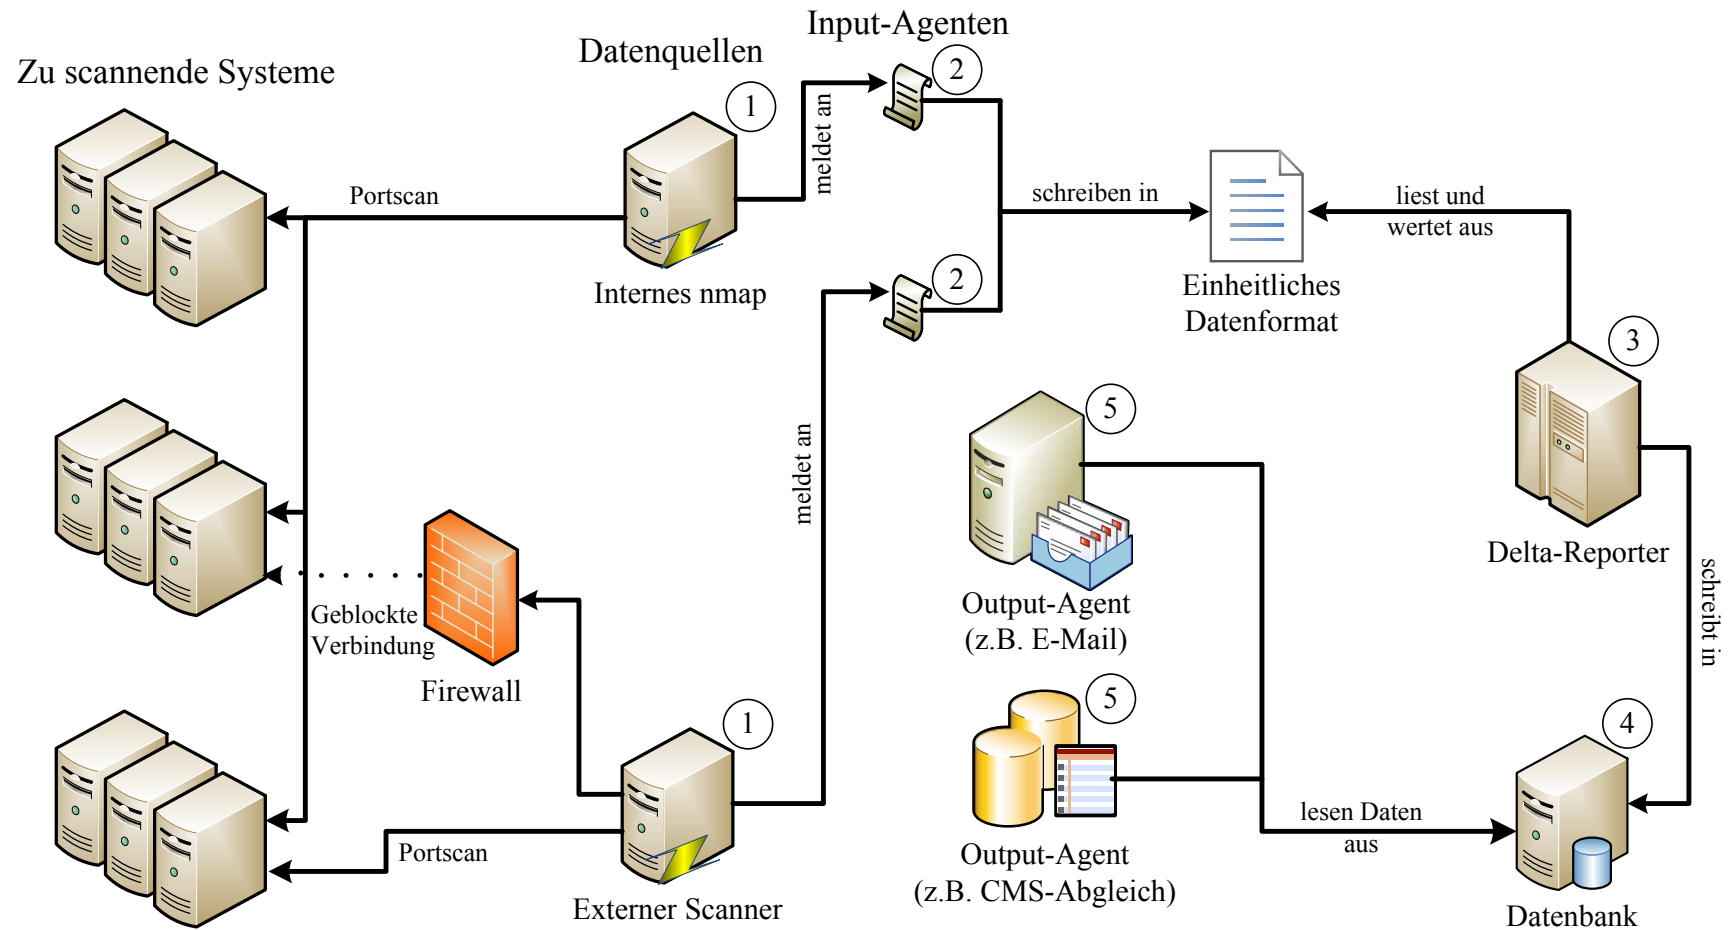 Zu scannende Systeme
Datenquellen
Input-Agenten
1
2
meldet an
Portscan
Internes nmap
2
schreiben in
Einheitliches
Datenformat
liest und
wertet aus
3
Delta-Reporter
meldet an
5
Output-Agent
(z.B. E-Mail)
Geblockte
Verbindung
Firewall
schreibt in
1
Portscan
Externer Scanner
5
Output-Agent
(z.B. CMS-Abgleich)
lesen Daten
aus
4
Datenbank